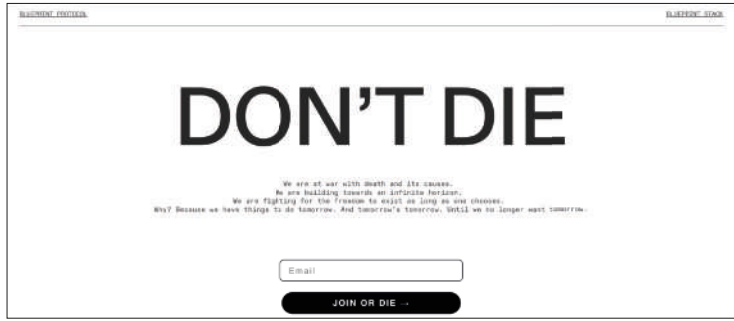 BLUEPRINT PROTOCOL
BLUEPRINT STACK
DON'T DIE
We are at war with death and its causes.
We are building towards an infinite horizon.
We are fighting for the freedom to exist as long as one chooses.
Why? Because we have things to do tomorrow. And tomorrow's tomorrow. Until we no longer want tomorrow.
Email
JOIN OR DIE →